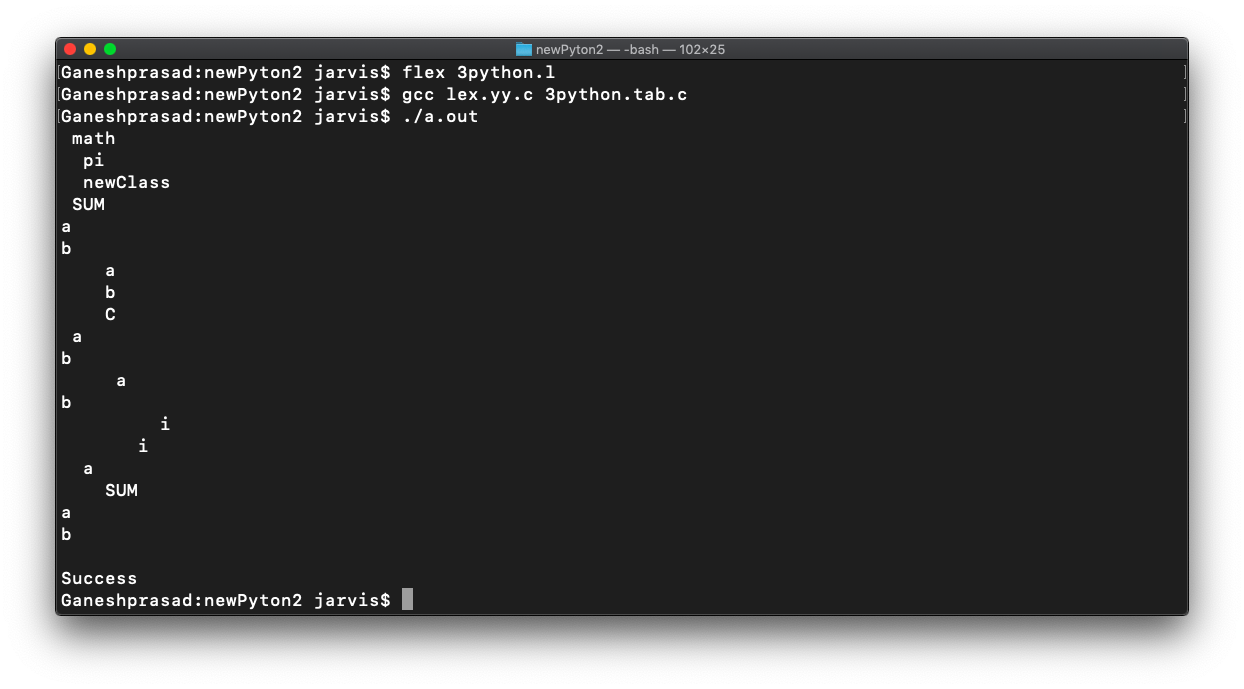 newPyton2 — -bash — 102×25
[Ganeshprasad:newPyton2 jarvis$ flex 3python.l ]
[Ganeshprasad:newPyton2 jarvis$ gcc lex.yy.c 3python.tab.c ]
[Ganeshprasad:newPyton2 jarvis$ ./a.out ]
 math
  pi
  newClass
 SUM
a
b
    a
    b
    C
 a
b
     a
b
         i
       i
  a
    SUM
a
b

Success
Ganeshprasad:newPyton2 jarvis$